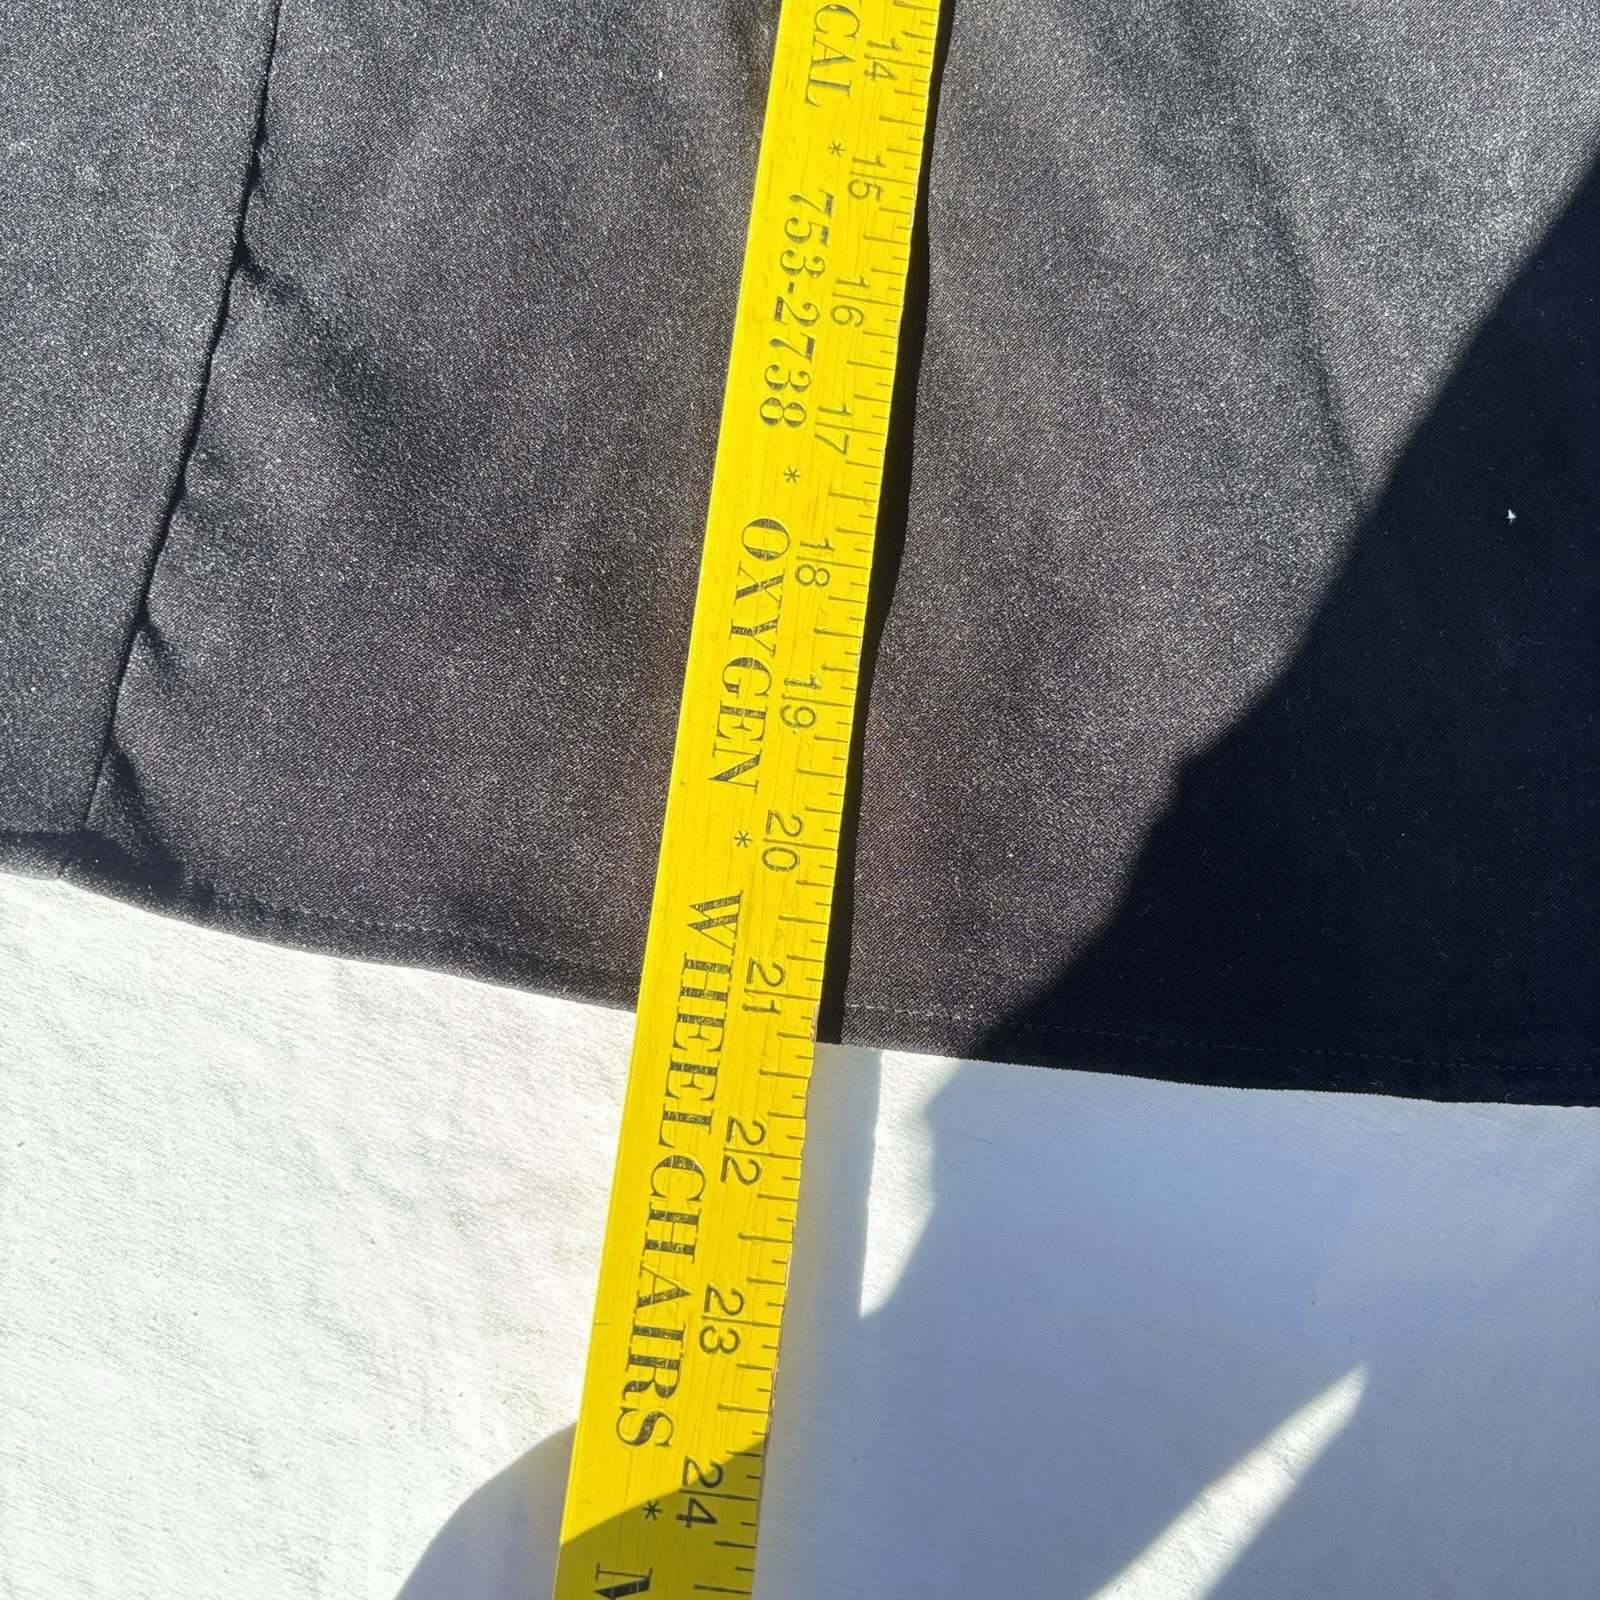 CAL * 753-2738 * OXYGEN * WHEELCHAIRS *
14 15 16 17 18 19 20 21 22 23 24